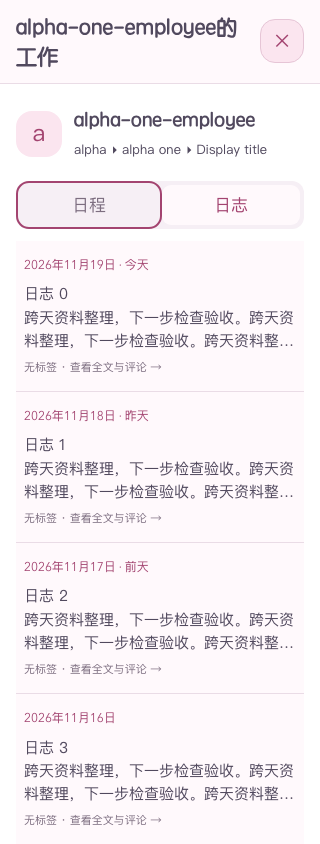 alpha-one-employee的
工作
×
a
alpha-one-employee
alpha ▸ alpha one ▸ Display title
日程
日志
2026年11月19日 · 今天
日志 0
跨天资料整理，下一步检查验收。跨天资
料整理，下一步检查验收。跨天资料整...
无标签 · 查看全文与评论 →
2026年11月18日 · 昨天
日志 1
跨天资料整理，下一步检查验收。跨天资
料整理，下一步检查验收。跨天资料整...
无标签 · 查看全文与评论 →
2026年11月17日 · 前天
日志 2
跨天资料整理，下一步检查验收。跨天资
料整理，下一步检查验收。跨天资料整...
无标签 · 查看全文与评论 →
2026年11月16日
日志 3
跨天资料整理，下一步检查验收。跨天资
料整理，下一步检查验收。跨天资料整...
无标签 · 查看全文与评论 →